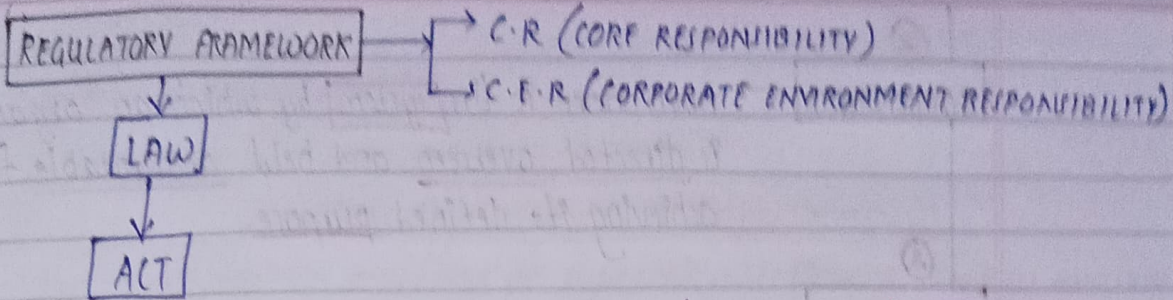 REGULATORY FRAMEWORK
C.R (CORE RESPONSIBILITY)
C.E.R (CORPORATE ENVIRONMENT RESPONSIBILITY)
LAW
ACT